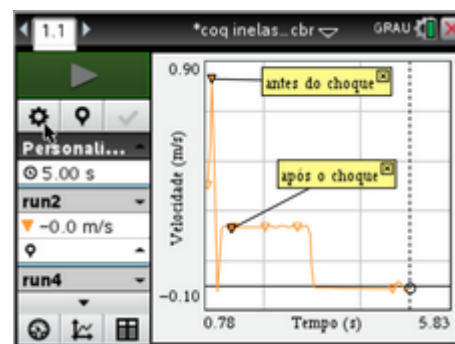 1.1
*coq inelas…cbr
GRAU
Personali...
5.00 s
run2
−0.0 m/s
run4
0.90
antes do choque
após o choque
Velocidade (m/s)
−0.10
0.78
Tempo (s)
5.83